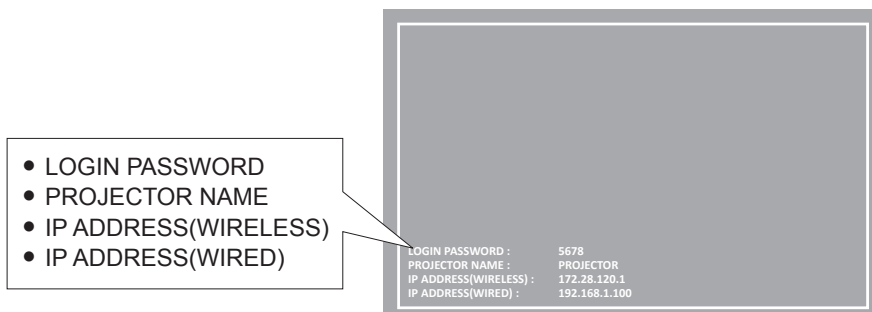 ● LOGIN PASSWORD
● PROJECTOR NAME
● IP ADDRESS(WIRELESS)
● IP ADDRESS(WIRED)
LOGIN PASSWORD : 5678
PROJECTOR NAME : PROJECTOR
IP ADDRESS(WIRELESS) : 172.28.120.1
IP ADDRESS(WIRED) : 192.168.1.100